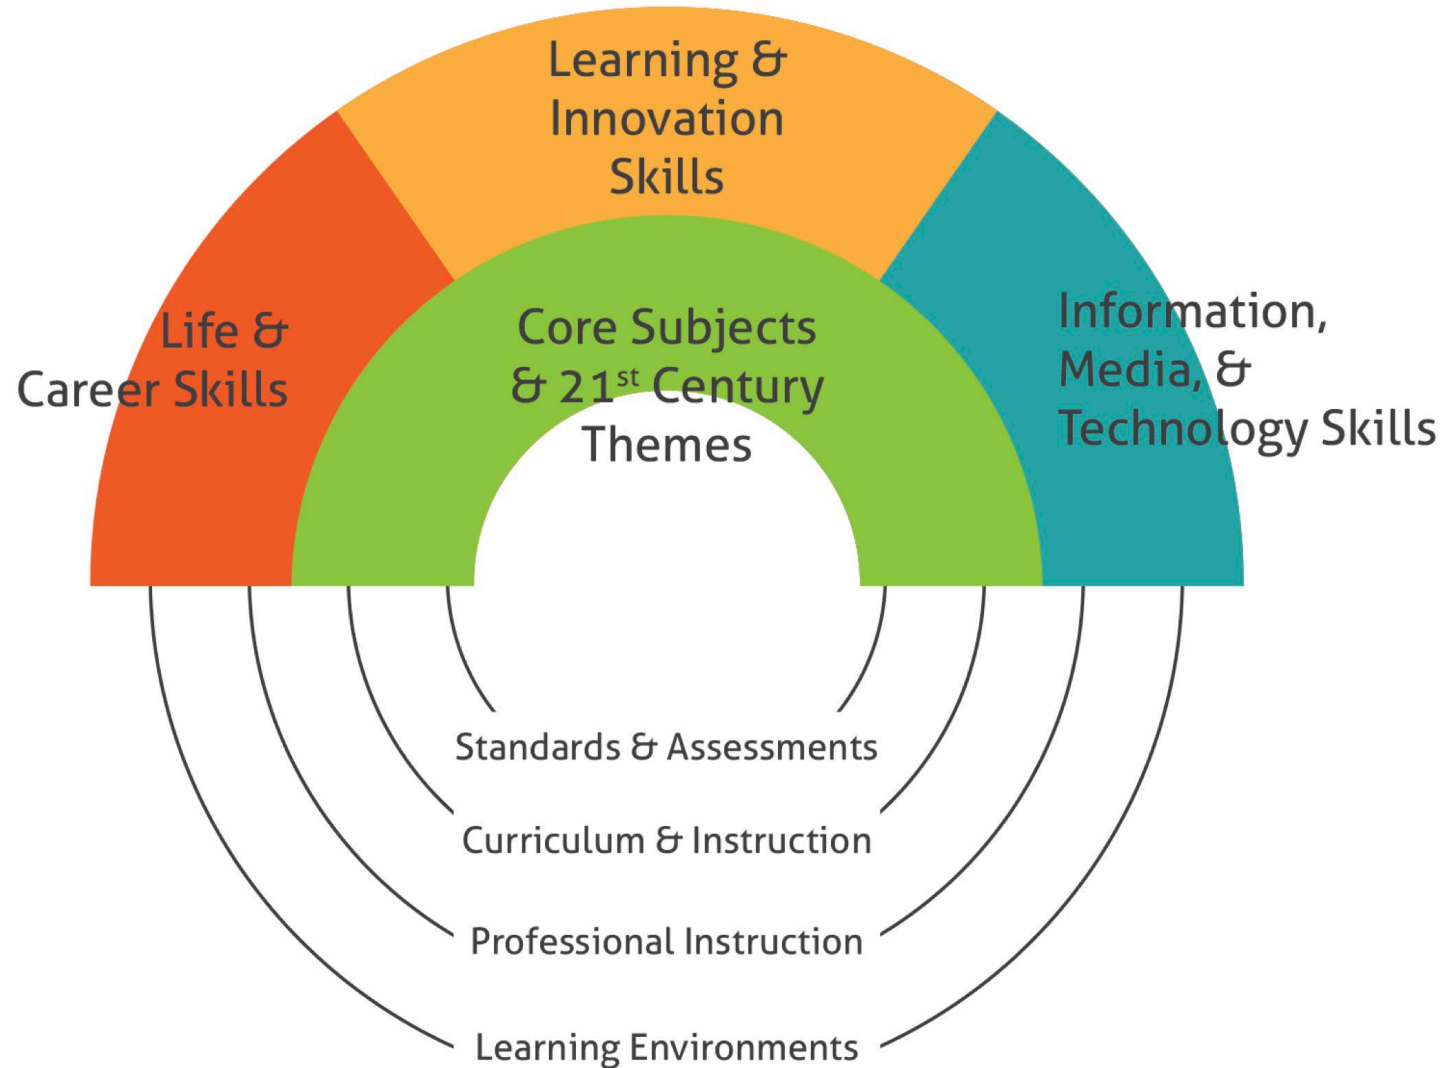 Learning &
Innovation
Skills
Life &
Career Skills
Core Subjects
& 21st Century
Themes
Information,
Media, &
Technology Skills
Standards & Assessments
Curriculum & Instruction
Professional Instruction
Learning Environments